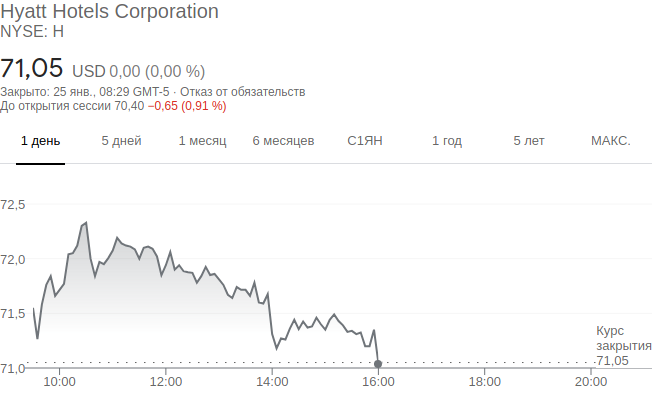 Hyatt Hotels Corporation
NYSE: H
71,05 USD 0,00 (0,00 %)
Закрыто: 25 янв., 08:29 GMT-5 · Отказ от обязательств
До открытия сессии 70,40 −0,65 (0,91 %)
1 день 5 дней 1 месяц 6 месяцев С1ЯН 1 год 5 лет МАКС.
72,5
72,0
71,5
Курс
закрытия
71,05
71,0
10:00 12:00 14:00 16:00 18:00 20:00